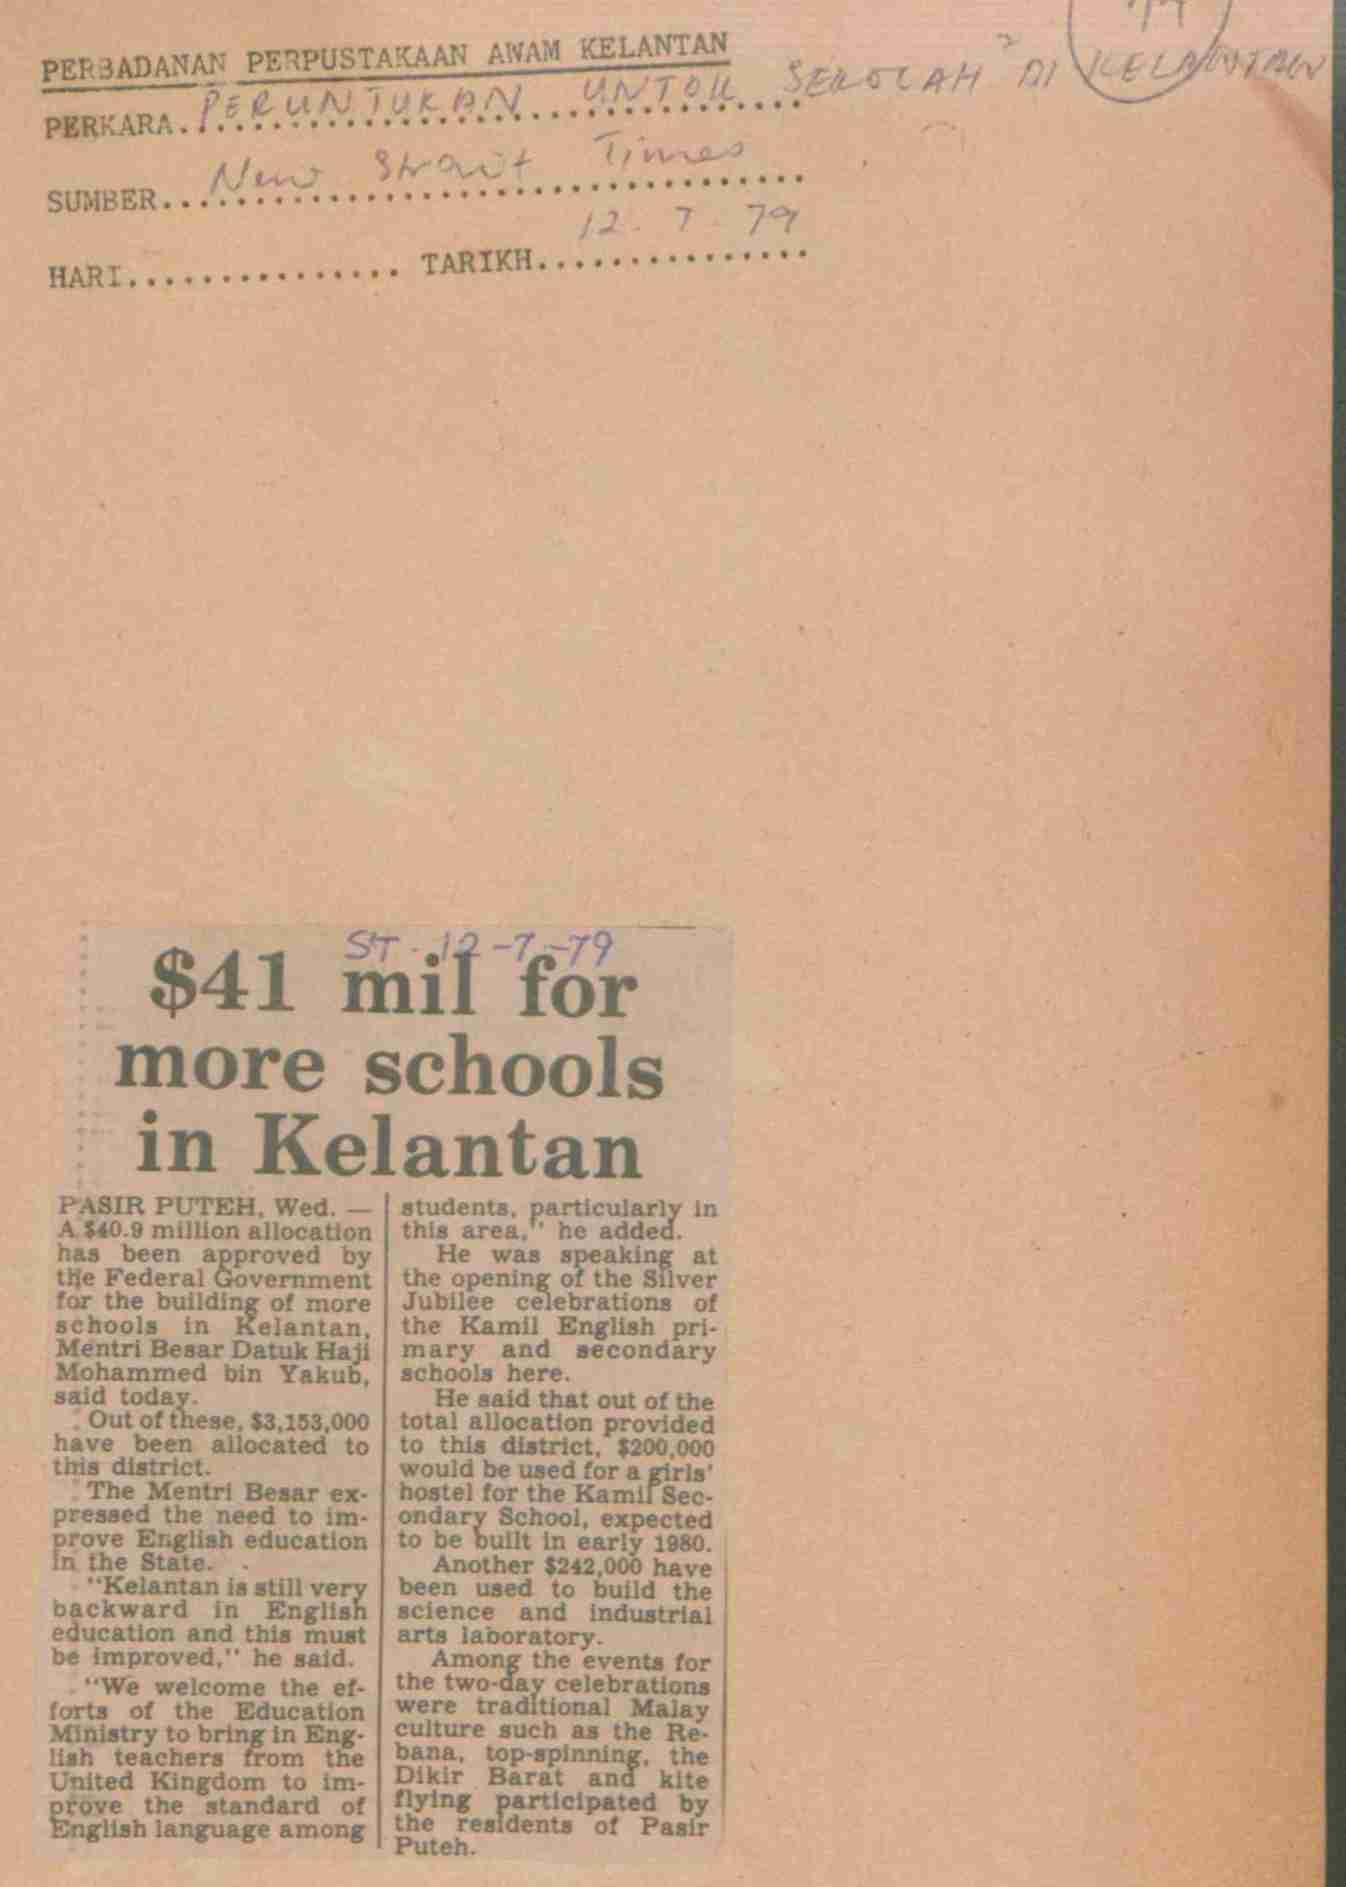 PERBADANAN PERPUSTAKAAN AWAM KELANTAN
PERKARA. PERUNTUKAN UNTOK SEKOLAH 2 DI KELANTAN
SUMBER... New Strait Times
12. 7. 79
HARI............... TARIKH...............
ST. 12-7-79
$41 mil for
more schools
in Kelantan
PASIR PUTEH, Wed. —
A $40.9 million allocation
has been approved by
the Federal Government
for the building of more
schools in Kelantan,
Mentri Besar Datuk Haji
Mohammed bin Yakub,
said today.
Out of these, $3,153,000
have been allocated to
this district.
The Mentri Besar ex-
pressed the need to im-
prove English education
in the State.
"Kelantan is still very
backward in English
education and this must
be improved," he said.
"We welcome the ef-
forts of the Education
Ministry to bring in Eng-
lish teachers from the
United Kingdom to im-
prove the standard of
English language among
students, particularly in
this area," he added.
He was speaking at
the opening of the Silver
Jubilee celebrations of
the Kamil English pri-
mary and secondary
schools here.
He said that out of the
total allocation provided
to this district, $200,000
would be used for a girls'
hostel for the Kamil Sec-
ondary School, expected
to be built in early 1980.
Another $242,000 have
been used to build the
science and industrial
arts laboratory.
Among the events for
the two-day celebrations
were traditional Malay
culture such as the Re-
bana, top-spinning, the
Dikir Barat and kite
flying participated by
the residents of Pasir
Puteh.